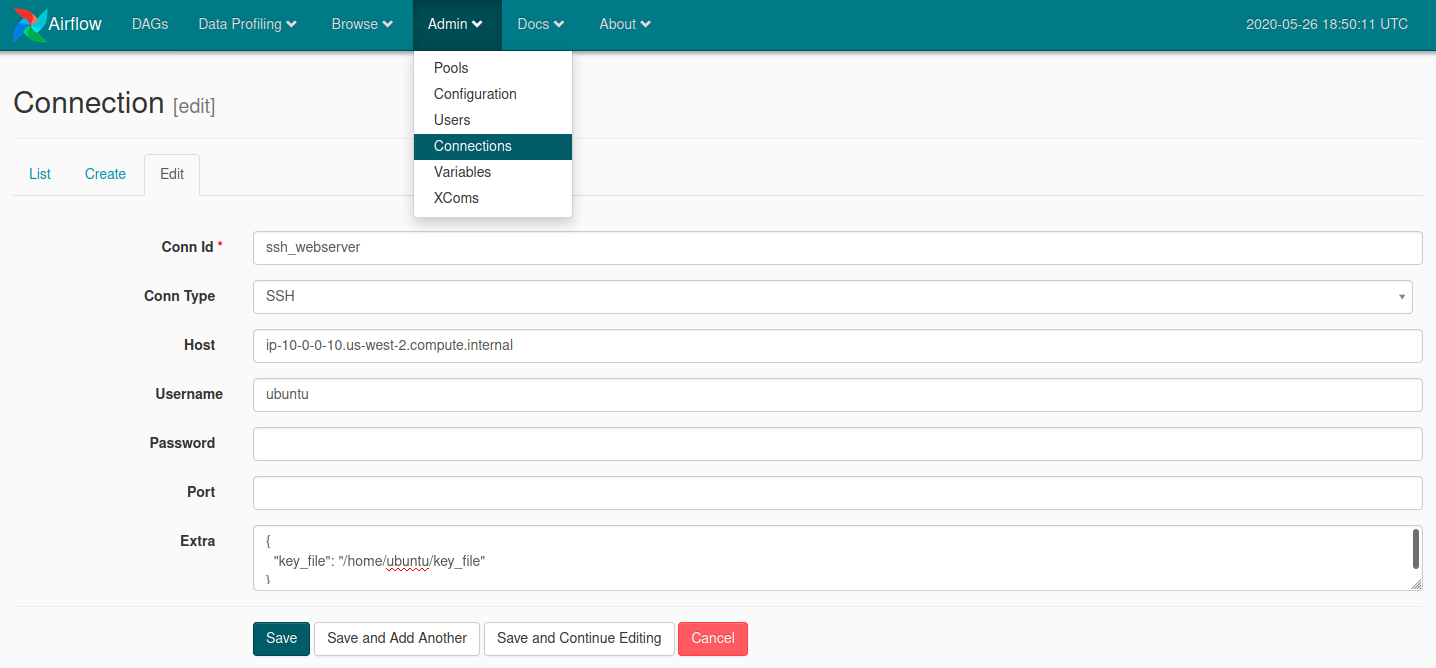 Airflow DAGs Data Profiling Browse Admin Docs About 2020-05-26 18:50:11 UTC
Pools
Configuration
Users
Connections
Variables
XComs
Connection [edit]
List Create Edit
Conn Id * ssh_webserver
Conn Type SSH
Host ip-10-0-0-10.us-west-2.compute.internal
Username ubuntu
Password
Port
Extra {
"key_file": "/home/ubuntu/key_file"
}
Save Save and Add Another Save and Continue Editing Cancel